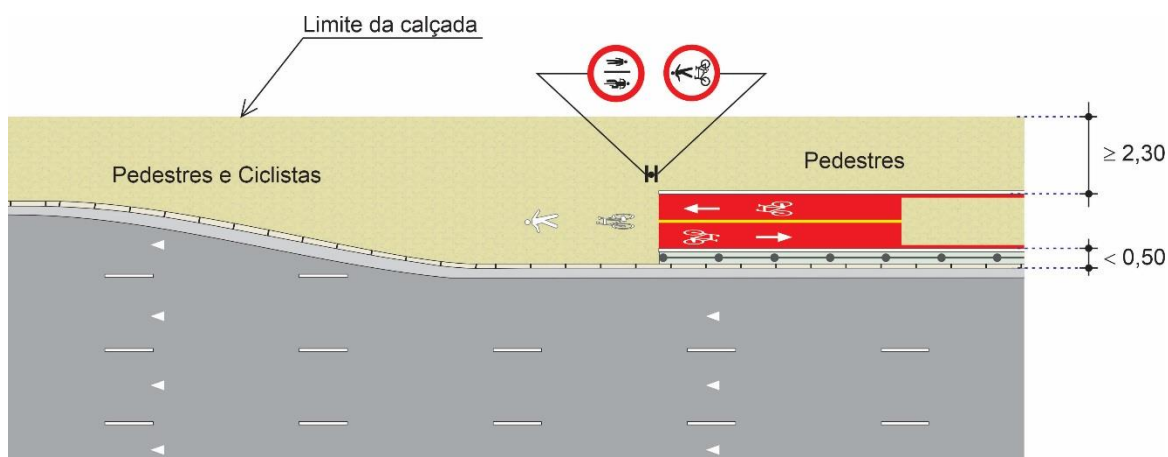 Limite da calçada
Pedestres e Ciclistas
Pedestres
≥ 2,30
< 0,50